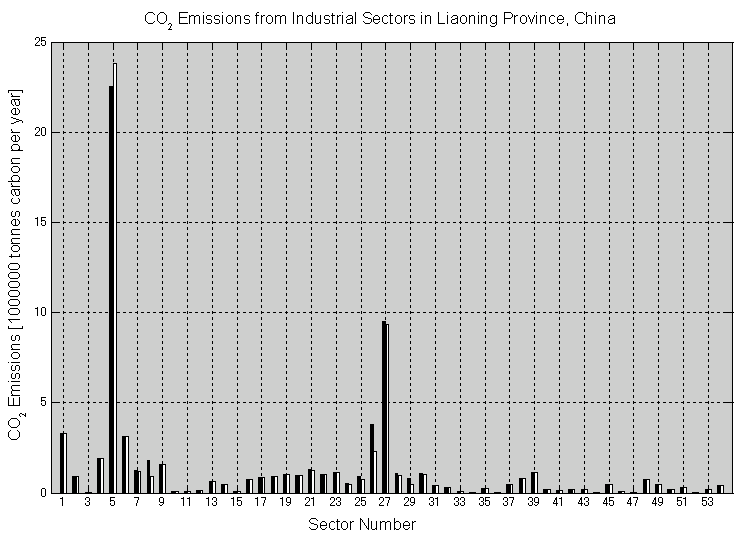 CO2 Emissions from Industrial Sectors in Liaoning Province, China
CO2 Emissions [1000000 tonnes carbon per year]
25
20
15
10
5
0
1 3 5 7 9 11 13 15 17 19 21 23 25 27 29 31 33 35 37 39 41 43 45 47 49 51 53
Sector Number